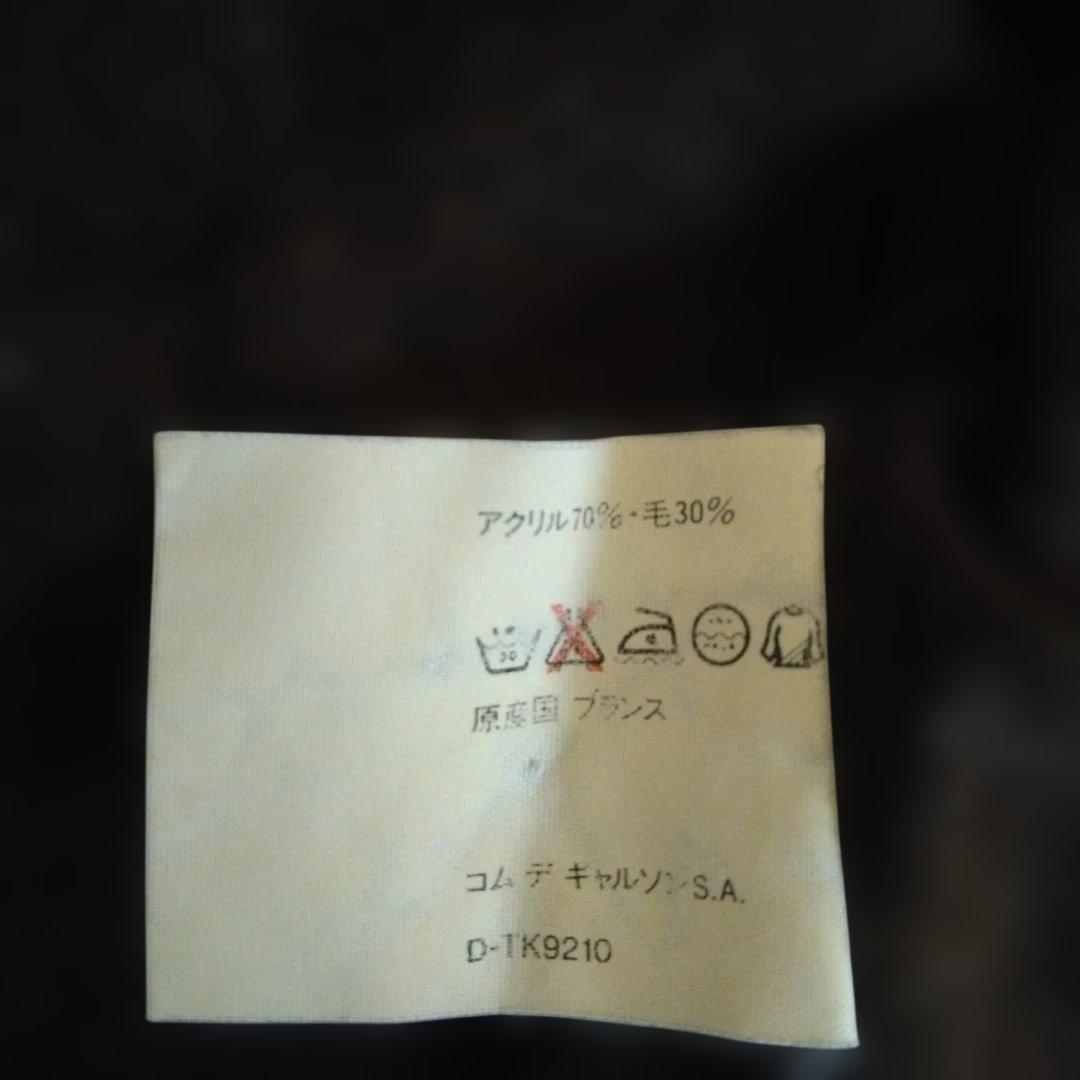 アクリル70%・毛30%
30
原産国 フランス
コム デ ギャルソン S.A.
D-TK9210